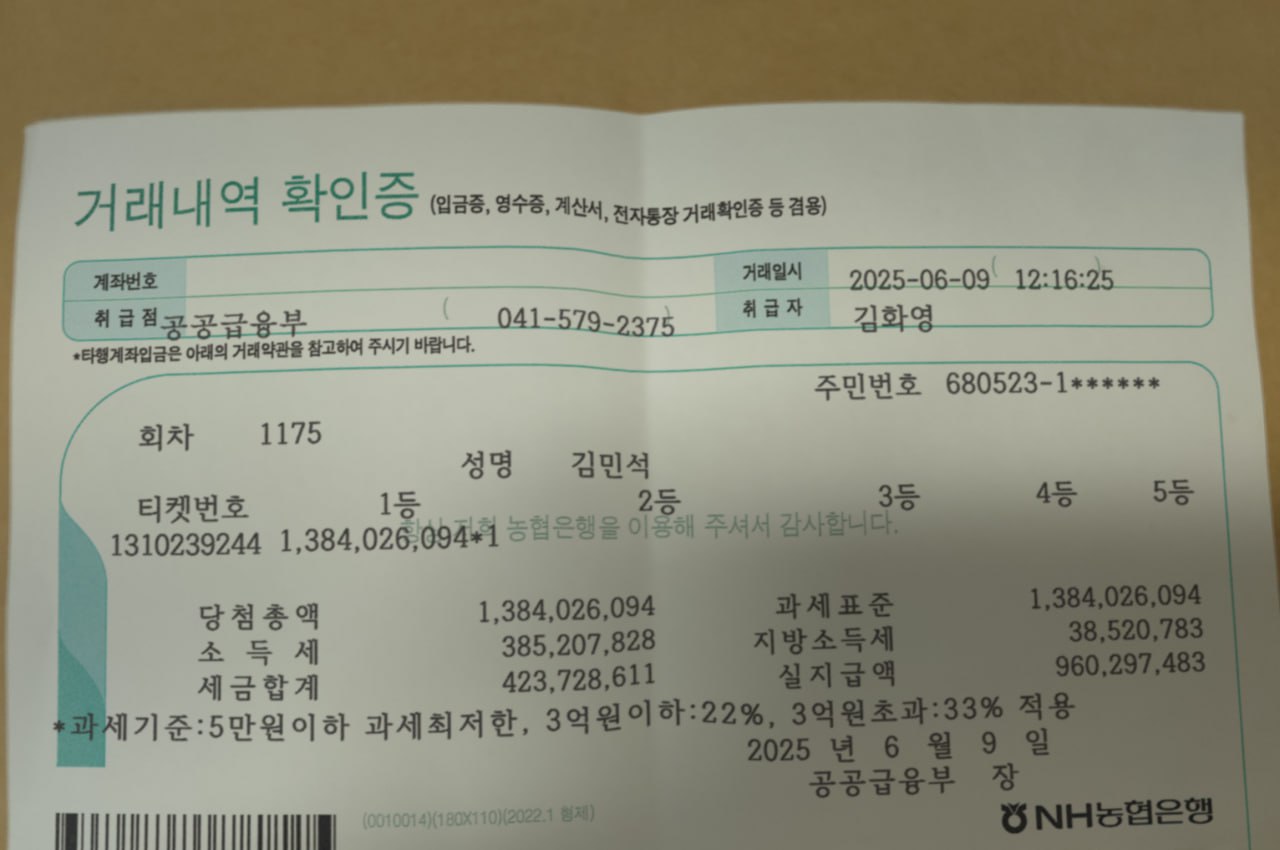 거래내역 확인증 (입금증, 영수증, 계산서, 전자통장 거래확인증 등 겸용)
계좌번호 거래일시 2025-06-09 ( 12:16:25 )
취급점 공공급융부 ( 041-579-2375 ) 취급자 김화영
*타행계좌입금은 아래의 거래약관을 참고하여 주시기 바랍니다.
주민번호 680523-1******
회차 1175
성명 김민석
티켓번호 1등 2등 3등 4등 5등
항상 저희 농협은행을 이용해 주셔서 감사합니다.
1310239244 1,384,026,094*1
당첨총액 1,384,026,094 과세표준 1,384,026,094
소득세 385,207,828 지방소득세 38,520,783
세금합계 423,728,611 실지급액 960,297,483
*과세기준:5만원이하 과세최저한, 3억원이하:22%, 3억원초과:33% 적용
2025 년 6 월 9 일
공공급융부 장
(0010014)(180X110)(2022.1 형제)
NH농협은행